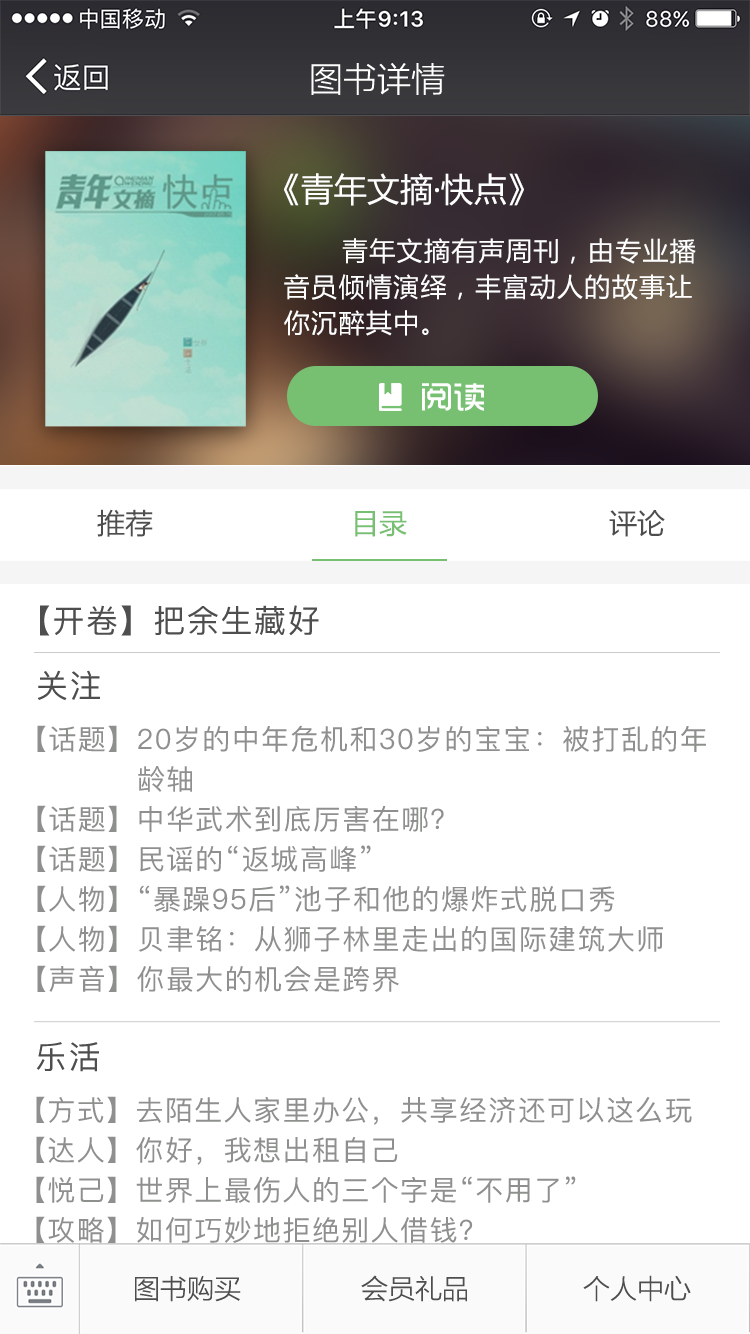 中国移动
上午9:13
88%
返回
图书详情
青年文摘 快点
《青年文摘·快点》
青年文摘有声周刊，由专业播
音员倾情演绎，丰富动人的故事让
你沉醉其中。
阅读
推荐
目录
评论
【开卷】把余生藏好
关注
【话题】20岁的中年危机和30岁的宝宝：被打乱的年
龄轴
【话题】中华武术到底厉害在哪？
【话题】民谣的“返城高峰”
【人物】“暴躁95后”池子和他的爆炸式脱口秀
【人物】贝聿铭：从狮子林里走出的国际建筑大师
【声音】你最大的机会是跨界
乐活
【方式】去陌生人家里办公，共享经济还可以这么玩
【达人】你好，我想出租自己
【悦己】世界上最伤人的三个字是“不用了”
【攻略】如何巧妙地拒绝别人借钱？
图书购买
会员礼品
个人中心